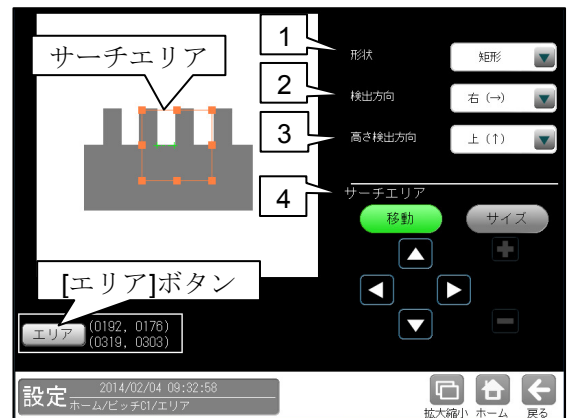 サーチエリア
1
形状
矩形
2
検出方向
右 (→)
3
高さ検出方向
上 (↑)
4
サーチエリア
移動
サイズ
[エリア]ボタン
エリア
(0192, 0176)
(0319, 0303)
設定
2014/02/04 09:32:58
ホーム/ピッチC1/エリア
拡大縮小
ホーム
戻る